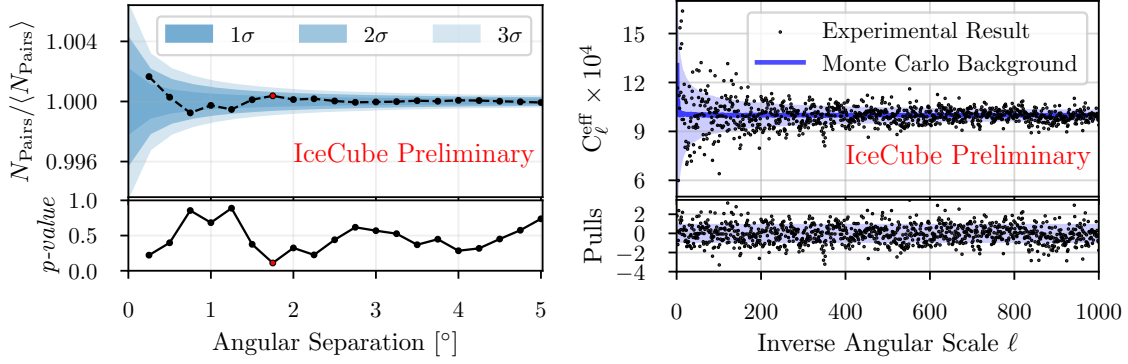 1σ 2σ 3σ
1.004
1.000
0.996
N_Pairs/⟨N_Pairs⟩
IceCube Preliminary
1.0
0.5
0.0
p-value
0 1 2 3 4 5
Angular Separation [°]
Experimental Result
Monte Carlo Background
15
12
9
6
C_ℓ^eff × 10^4
IceCube Preliminary
2
0
−2
−4
Pulls
0 200 400 600 800 1000
Inverse Angular Scale ℓ